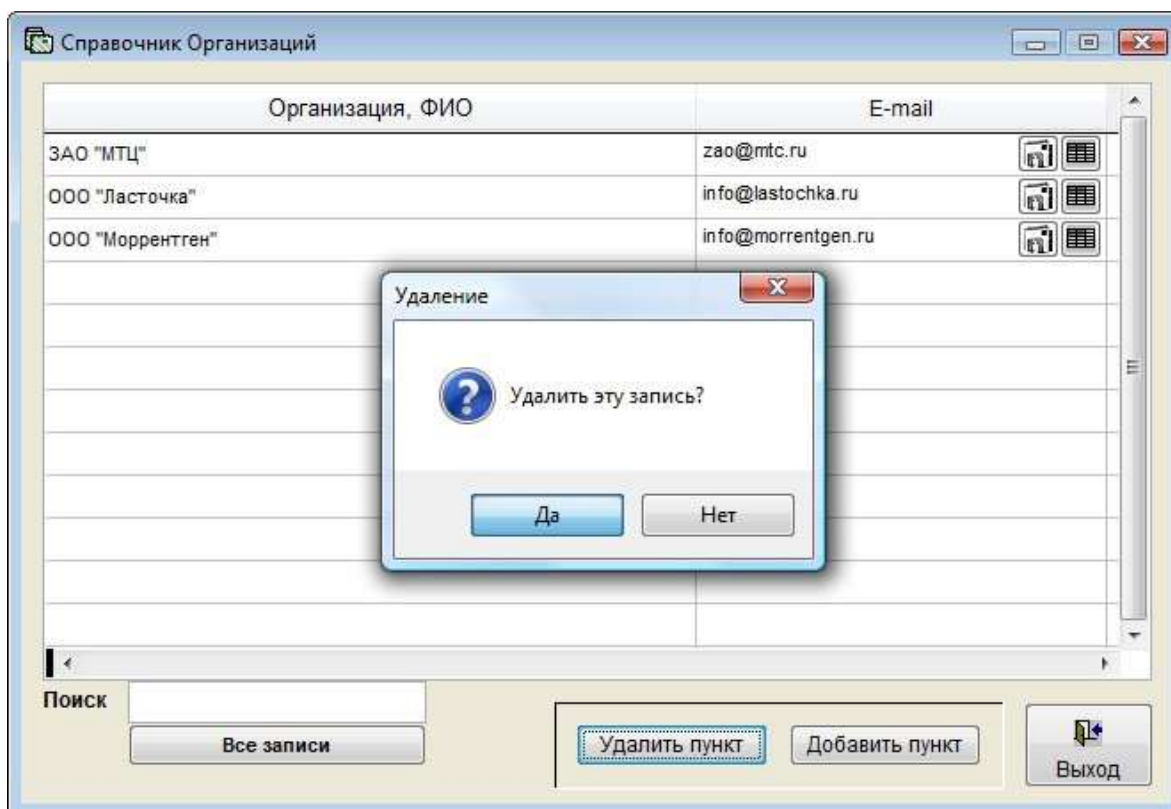 Справочник Организаций
Организация, ФИО E-mail
ЗАО "МТЦ" zao@mtc.ru
ООО "Ласточка" info@lastochka.ru
ООО "Моррентген" info@morrentgen.ru
Удаление
Удалить эту запись?
Да Нет
Поиск
Все записи
Удалить пункт Добавить пункт
Выход